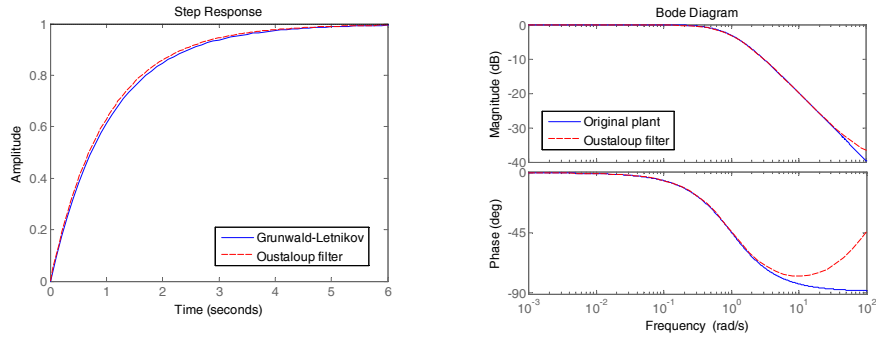 Step Response
1
0.8
0.6
0.4
0.2
0
Amplitude
Grunwald-Letnikov
Oustaloup filter
0 1 2 3 4 5 6
Time (seconds)
Bode Diagram
0
-10
-20
-30
-40
Magnitude (dB)
Original plant
Oustaloup filter
0
-45
-90
Phase (deg)
10^-3 10^-2 10^-1 10^0 10^1 10^2
Frequency (rad/s)